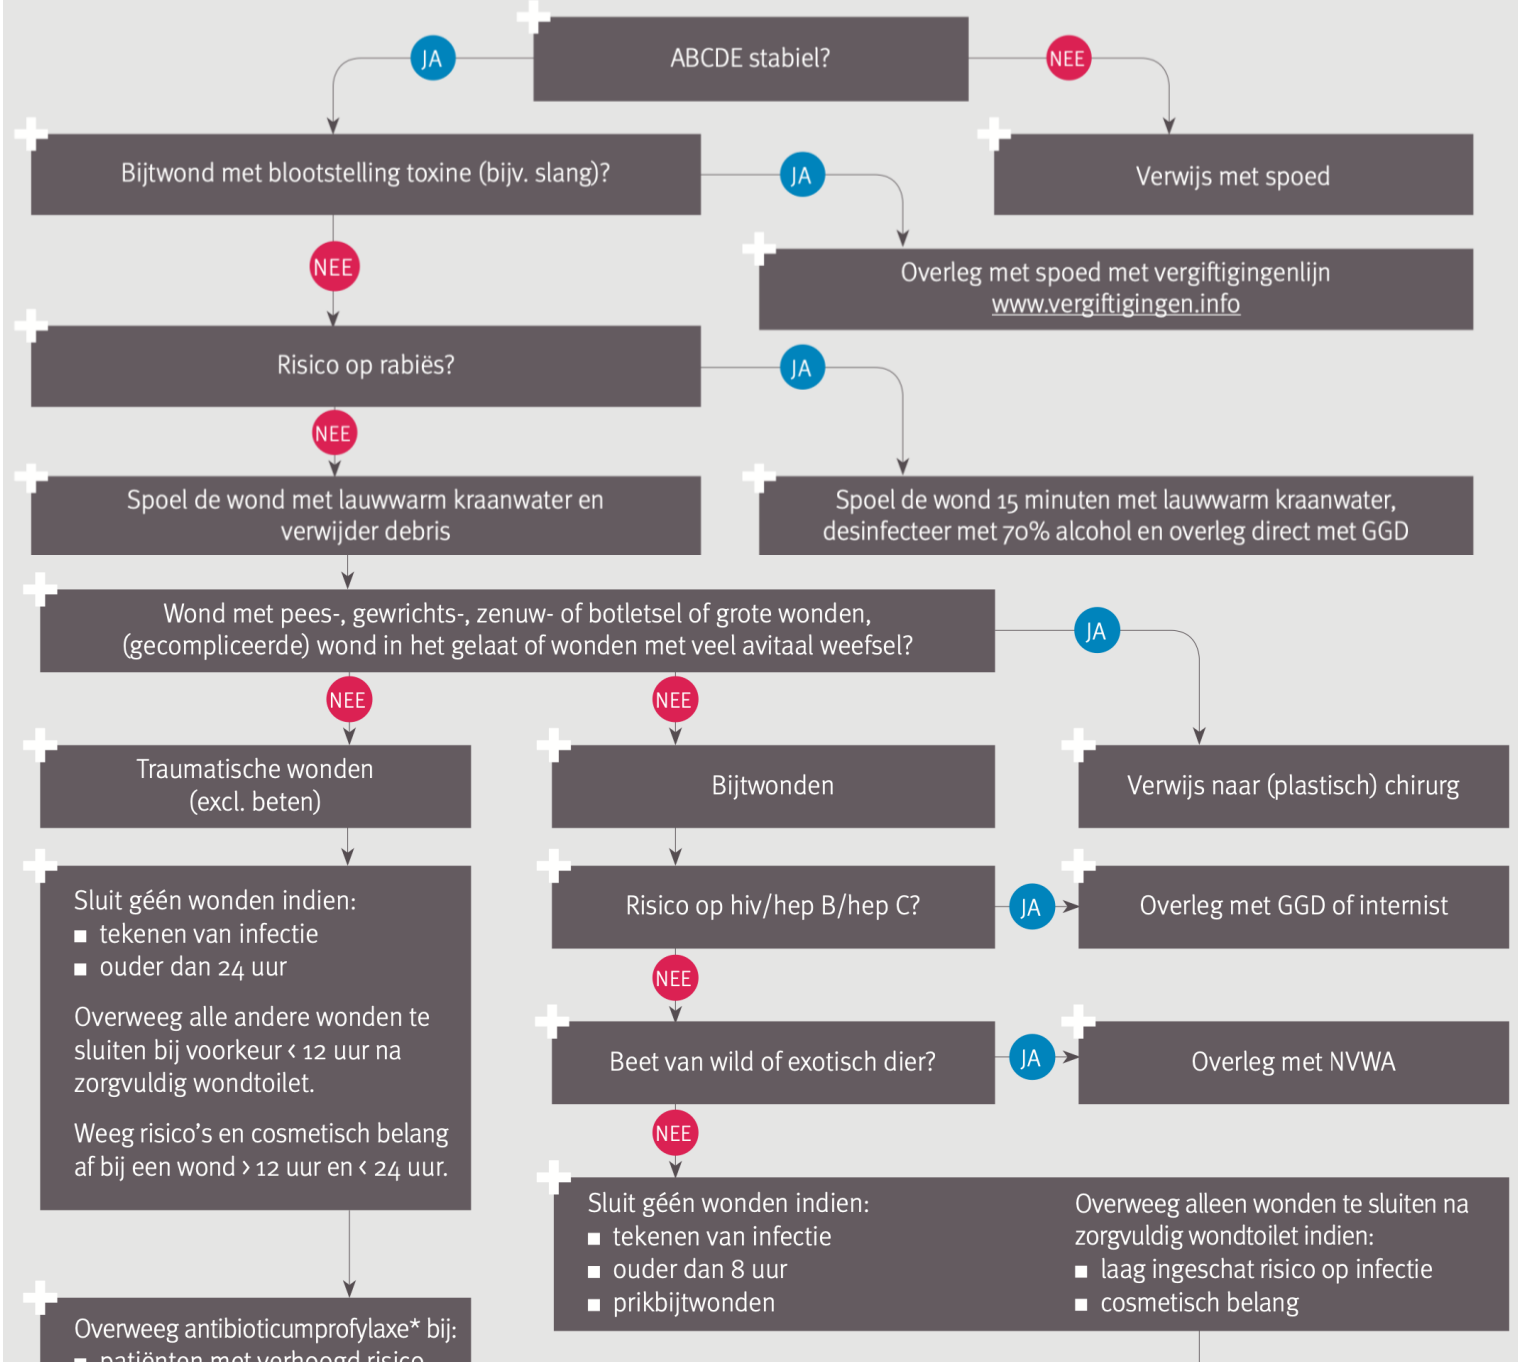 ABCDE stabiel?
JA
NEE
Bijtwond met blootstelling toxine (bijv. slang)?
JA
Verwijs met spoed
NEE
Overleg met spoed met vergiftigingenlijn
www.vergiftigingen.info
Risico op rabiës?
JA
NEE
Spoel de wond met lauwwarm kraanwater en
verwijder debris
Spoel de wond 15 minuten met lauwwarm kraanwater,
desinfecteer met 70% alcohol en overleg direct met GGD
Wond met pees-, gewrichts-, zenuw- of botletsel of grote wonden,
(gecompliceerde) wond in het gelaat of wonden met veel avitaal weefsel?
JA
NEE
NEE
Traumatische wonden
(excl. beten)
Bijtwonden
Verwijs naar (plastisch) chirurg
Sluit géén wonden indien:
■ tekenen van infectie
■ ouder dan 24 uur
Overweeg alle andere wonden te
sluiten bij voorkeur < 12 uur na
zorgvuldig wondtoilet.
Weeg risico's en cosmetisch belang
af bij een wond > 12 uur en < 24 uur.
Risico op hiv/hep B/hep C?
JA
Overleg met GGD of internist
NEE
Beet van wild of exotisch dier?
JA
Overleg met NVWA
NEE
Sluit géén wonden indien:
■ tekenen van infectie
■ ouder dan 8 uur
■ prikbijtwonden
Overweeg alleen wonden te sluiten na
zorgvuldig wondtoilet indien:
■ laag ingeschat risico op infectie
■ cosmetisch belang
Overweeg antibioticumprofylaxe* bij:
■ patiënten met verhoogd risico